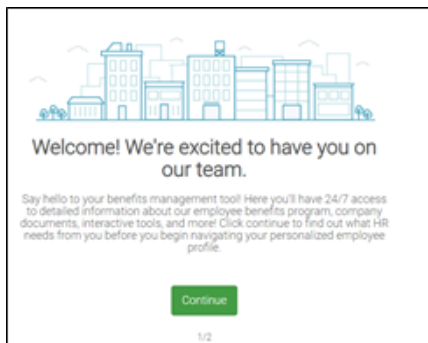 Welcome! We're excited to have you on
our team.
Say hello to your benefits management tool! Here you'll have 24/7 access
to detailed information about our employee benefits program, company
documents, interactive tools, and more! Click continue to find out what HR
needs from you before you begin navigating your personalized employee
profile.
Continue
1/2